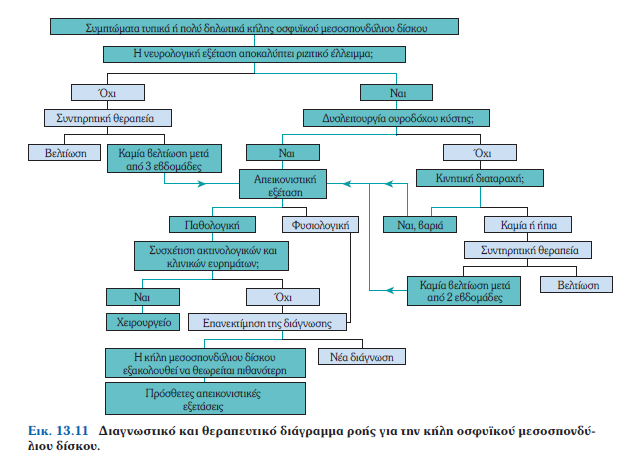 Συμπτώματα τυπικά ή πολύ δηλωτικά κήλης οσφυϊκού μεσοσπονδύλιου δίσκου
Η νευρολογική εξέταση αποκαλύπτει ριζιτικό έλλειμμα;
Όχι
Ναι
Συντηρητική θεραπεία
Δυσλειτουργία ουροδόχου κύστης;
Βελτίωση
Καμία βελτίωση μετά
από 3 εβδομάδες
Ναι
Όχι
Απεικονιστική
εξέταση
Κινητική διαταραχή;
Παθολογική
Φυσιολογική
Ναι, βαριά
Καμία ή ήπια
Συσχέτιση ακτινολογικών και
κλινικών ευρημάτων;
Συντηρητική θεραπεία
Ναι
Όχι
Καμία βελτίωση μετά
από 2 εβδομάδες
Βελτίωση
Χειρουργείο
Επανεκτίμηση της διάγνωσης
Η κήλη μεσοσπονδύλιου δίσκου
εξακολουθεί να θεωρείται πιθανότερη
Νέα διάγνωση
Πρόσθετες απεικονιστικές
εξετάσεις
Εικ. 13.11 Διαγνωστικό και θεραπευτικό διάγραμμα ροής για την κήλη οσφυϊκού μεσοσπονδύ-
λιου δίσκου.